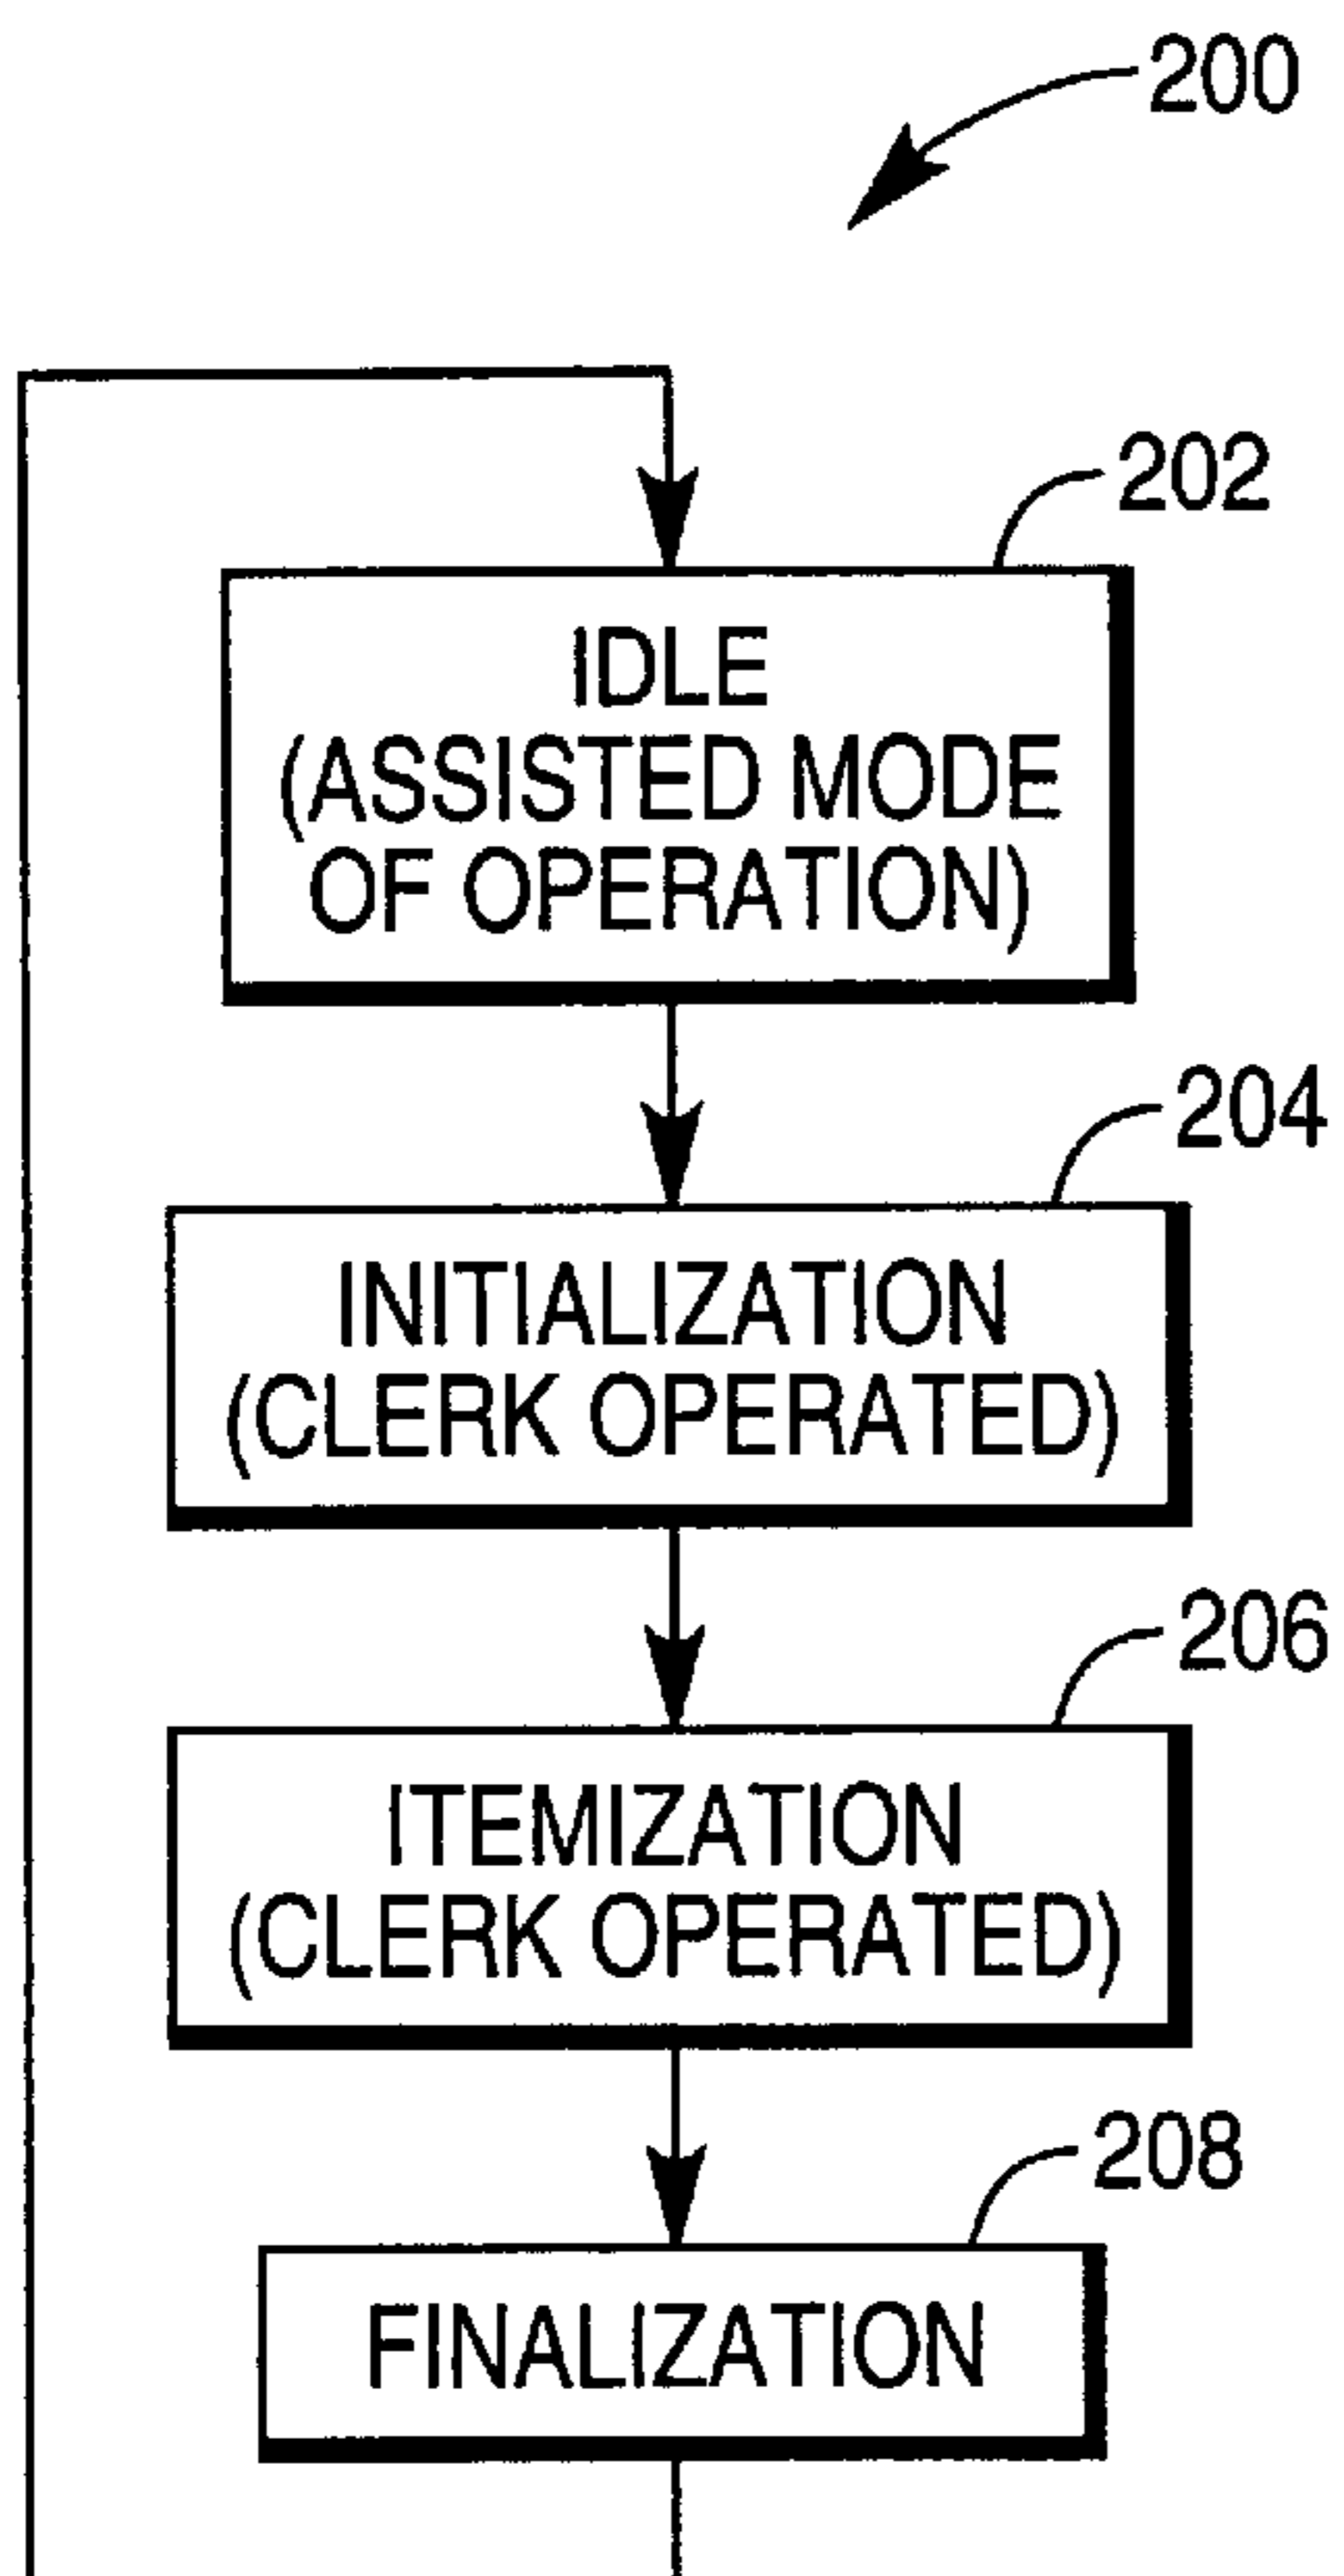 200
202
IDLE
(ASSISTED MODE
OF OPERATION)
204
INITIALIZATION
(CLERK OPERATED)
206
ITEMIZATION
(CLERK OPERATED)
208
FINALIZATION